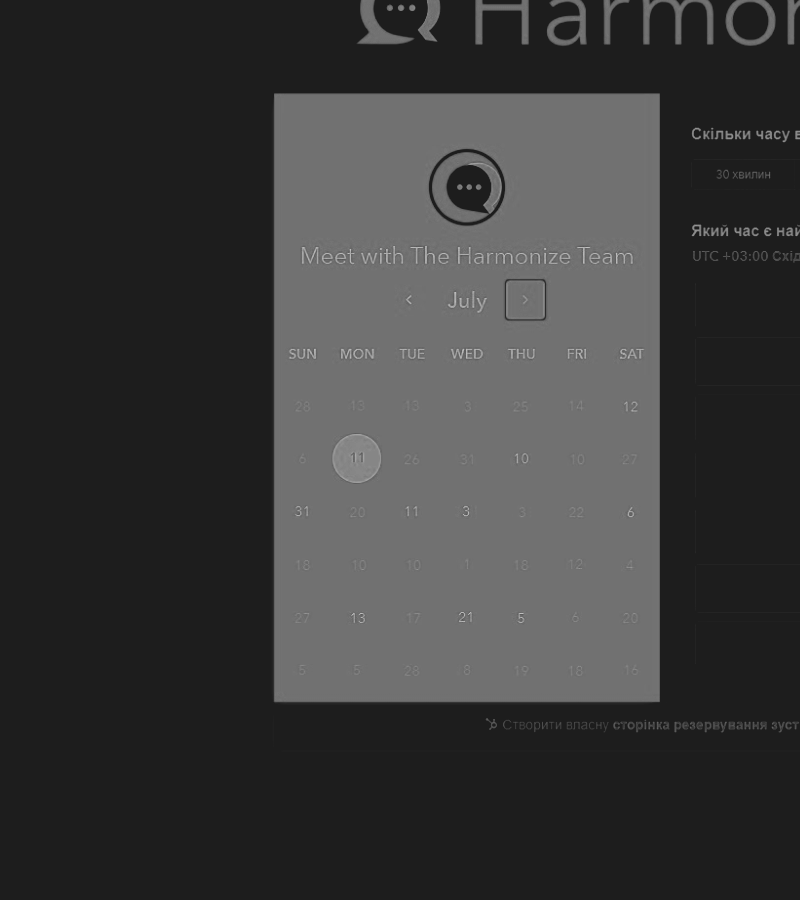 Harmon
Скільки часу в
30 хвилин
Який час є най
UTC +03:00 Схід
Meet with The Harmonize Team
July
SUN MON TUE WED THU FRI SAT
28 13 13 3 25 14 12
6 11 26 31 10 10 27
31 20 11 3 3 22 6
18 10 10 1 18 12 4
27 13 17 21 5 6 20
5 5 28 8 19 18 16
Створити власну сторінка резервування зуст